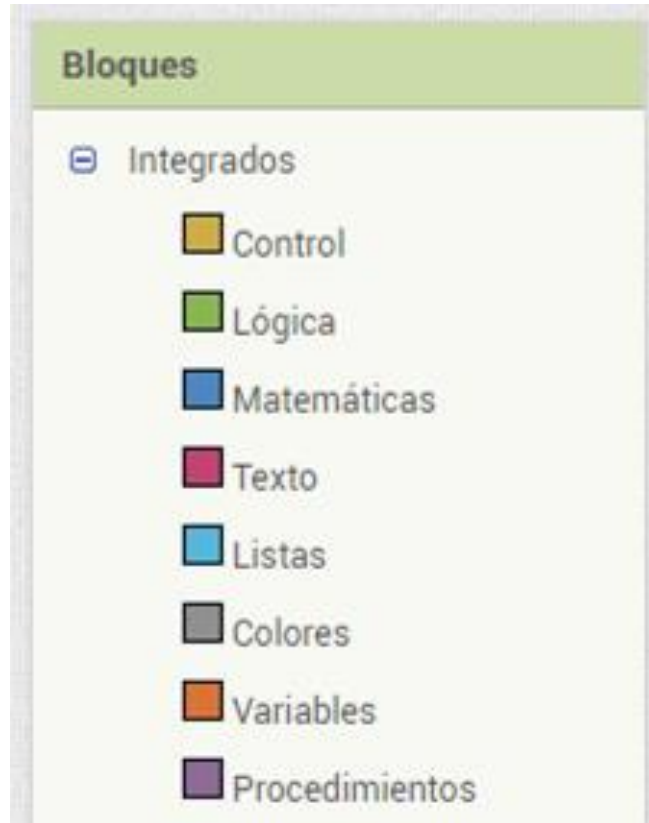 Bloques
Integrados
Control
Lógica
Matemáticas
Texto
Listas
Colores
Variables
Procedimientos